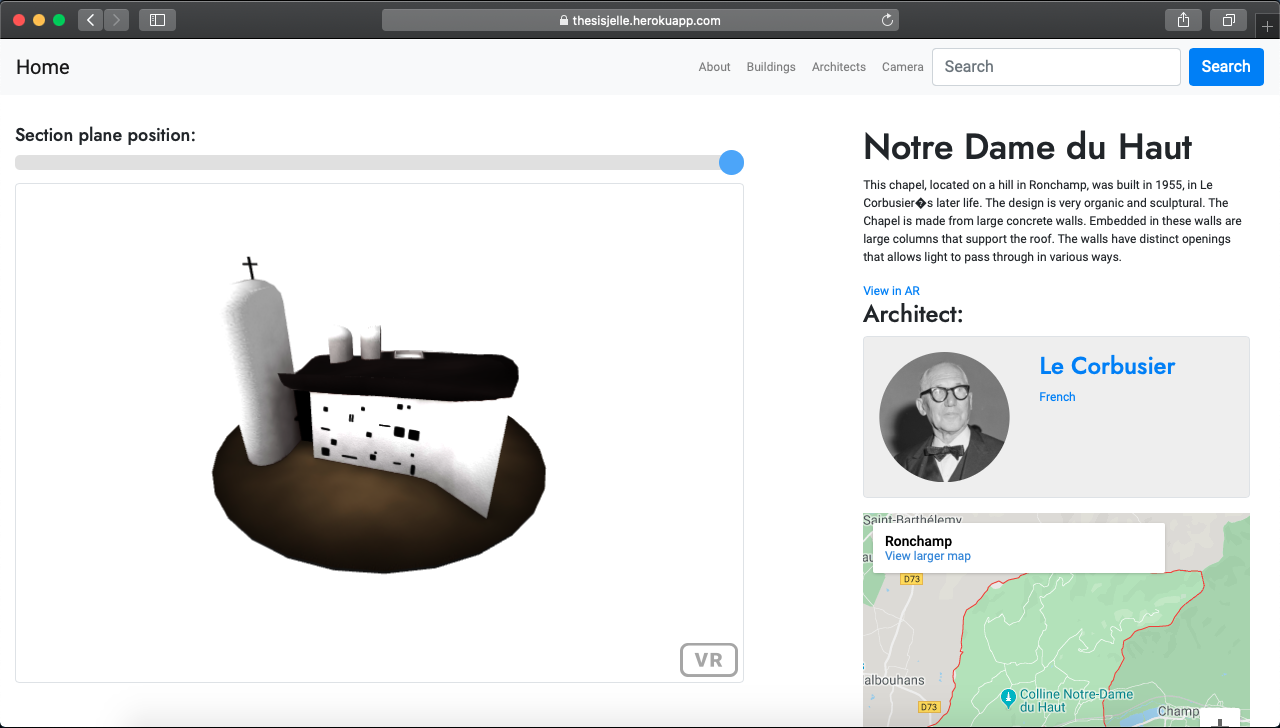 thesisjelle.herokuapp.com
Home
About
Buildings
Architects
Camera
Search
Search
Section plane position:
VR
Notre Dame du Haut
This chapel, located on a hill in Ronchamp, was built in 1955, in Le
Corbusier�s later life. The design is very organic and sculptural. The
Chapel is made from large concrete walls. Embedded in these walls are
large columns that support the roof. The walls have distinct openings
that allows light to pass through in various ways.
View in AR
Architect:
Le Corbusier
French
Saint-Barthélemy
Ronchamp
View larger map
D73
albouhans
Colline Notre-Dame
du Haut
D73
Champ